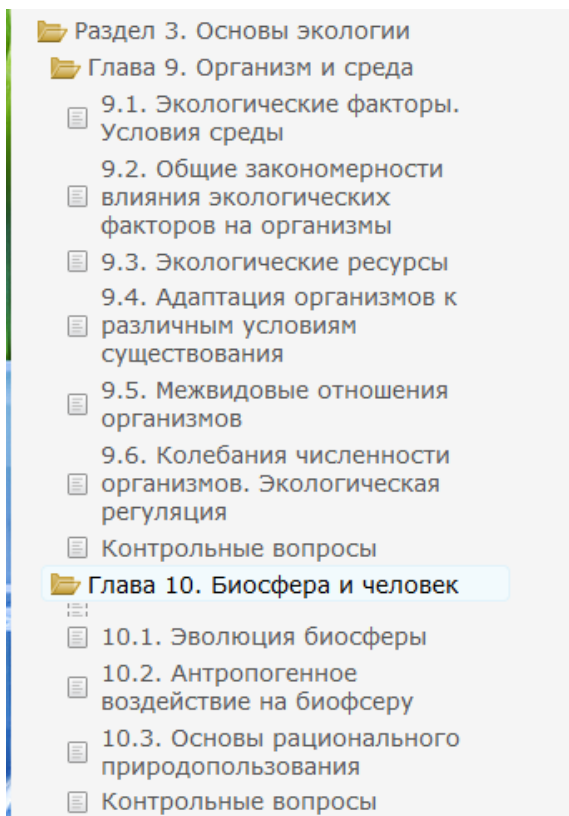 Раздел 3. Основы экологии
Глава 9. Организм и среда
9.1. Экологические факторы.
Условия среды
9.2. Общие закономерности
влияния экологических
факторов на организмы
9.3. Экологические ресурсы
9.4. Адаптация организмов к
различным условиям
существования
9.5. Межвидовые отношения
организмов
9.6. Колебания численности
организмов. Экологическая
регуляция
Контрольные вопросы
Глава 10. Биосфера и человек
10.1. Эволюция биосферы
10.2. Антропогенное
воздействие на биофсеру
10.3. Основы рационального
природопользования
Контрольные вопросы